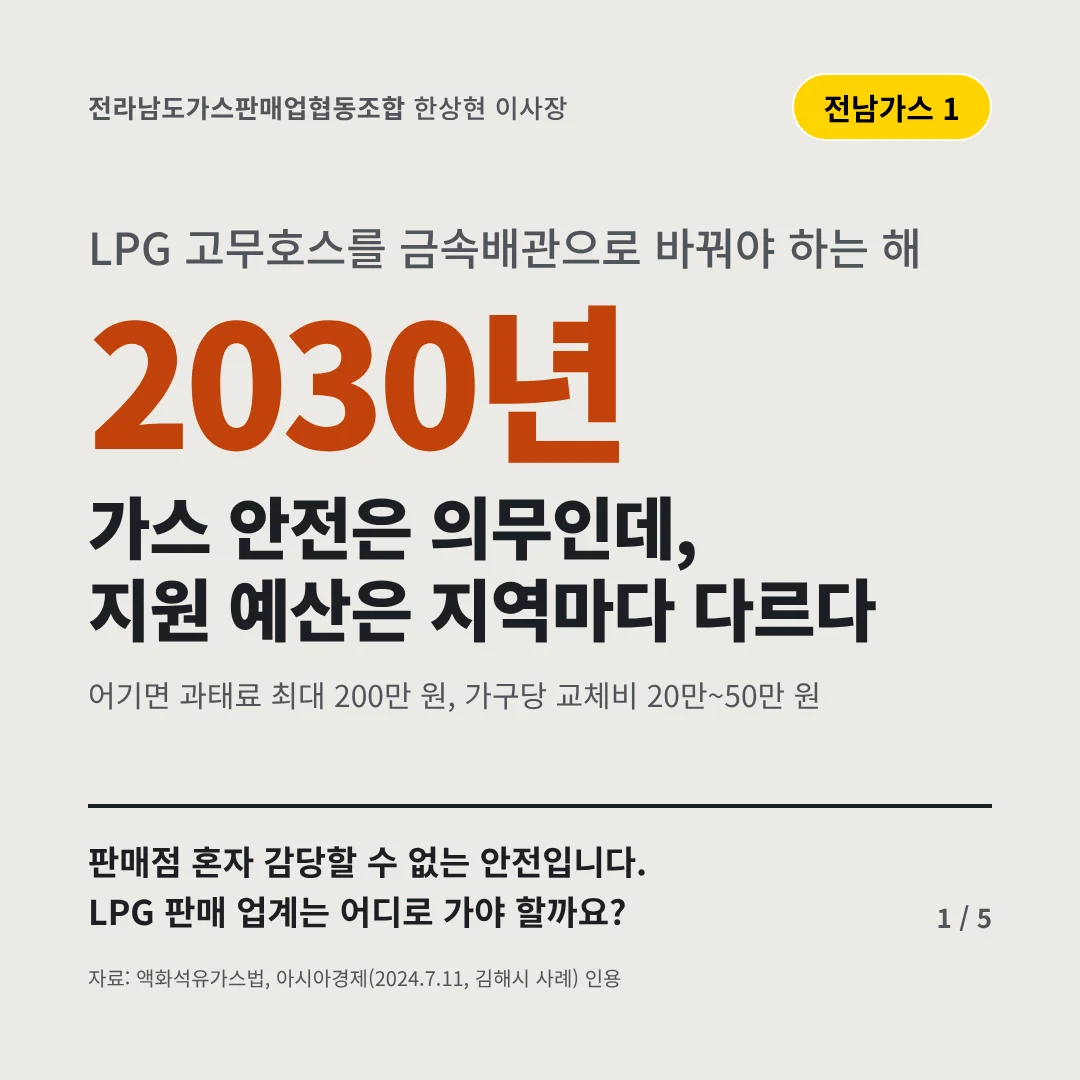 전라남도가스판매업협동조합 한상현 이사장
전남가스 1
LPG 고무호스를 금속배관으로 바꿔야 하는 해
2030년
가스 안전은 의무인데,
지원 예산은 지역마다 다르다
어기면 과태료 최대 200만 원, 가구당 교체비 20만~50만 원
판매점 혼자 감당할 수 없는 안전입니다.
LPG 판매 업계는 어디로 가야 할까요?
1 / 5
자료: 액화석유가스법, 아시아경제(2024.7.11, 김해시 사례) 인용